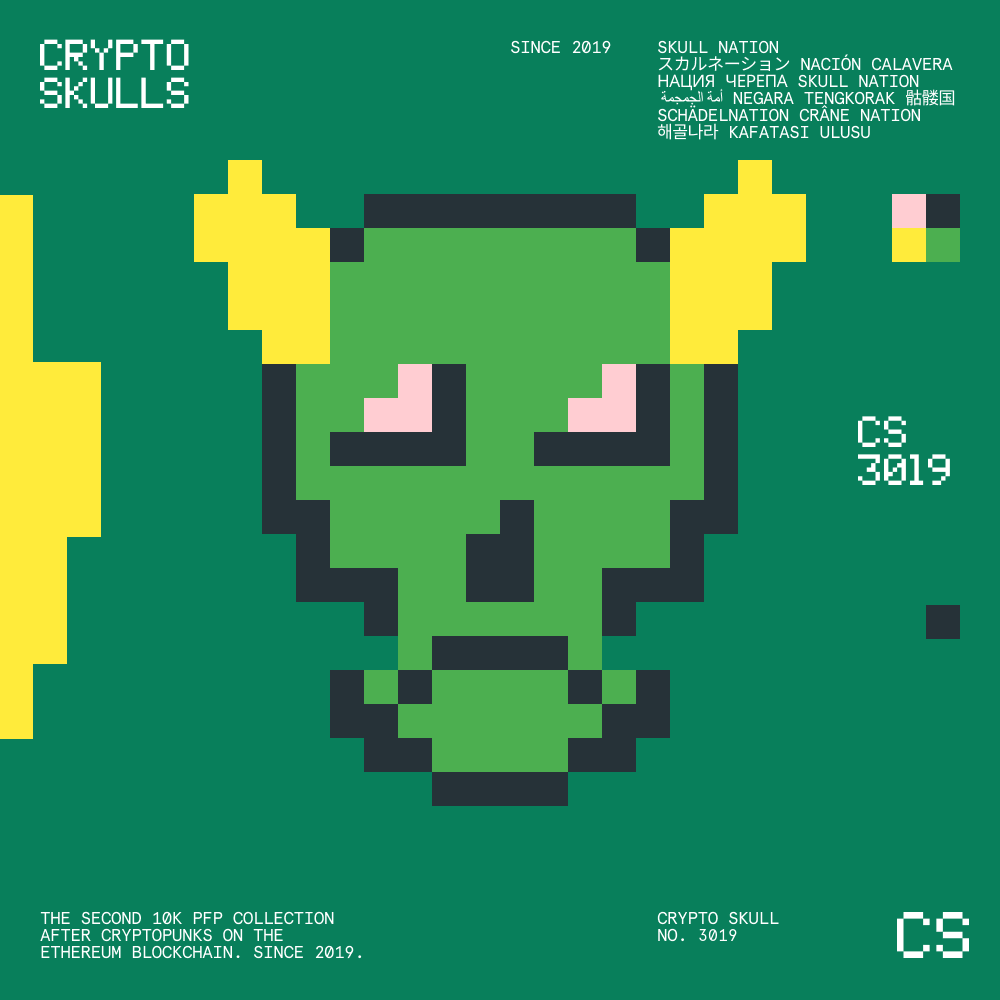 CRYPTO
SKULLS
SINCE 2019
SKULL NATION
スカルネーション NACIÓN CALAVERA
НАЦИЯ ЧЕРЕПА SKULL NATION
أمة الجمجمة NEGARA TENGKORAK 骷髅国
SCHÄDELNATION CRÂNE NATION
해골나라 KAFATASI ULUSU
CS
3019
THE SECOND 10K PFP COLLECTION
AFTER CRYPTOPUNKS ON THE
ETHEREUM BLOCKCHAIN. SINCE 2019.
CRYPTO SKULL
NO. 3019
CS